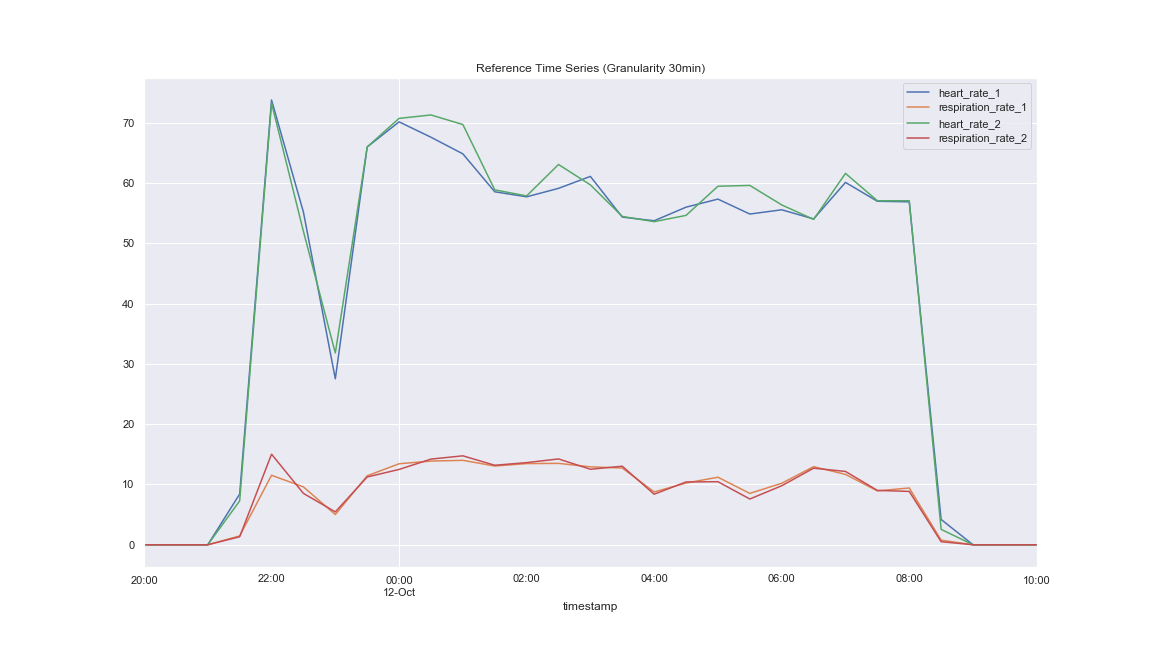 Reference Time Series (Granularity 30min)
heart_rate_1
respiration_rate_1
heart_rate_2
respiration_rate_2
70
60
50
40
30
20
10
0
20:00 22:00 00:00 02:00 04:00 06:00 08:00 10:00
12-Oct
timestamp